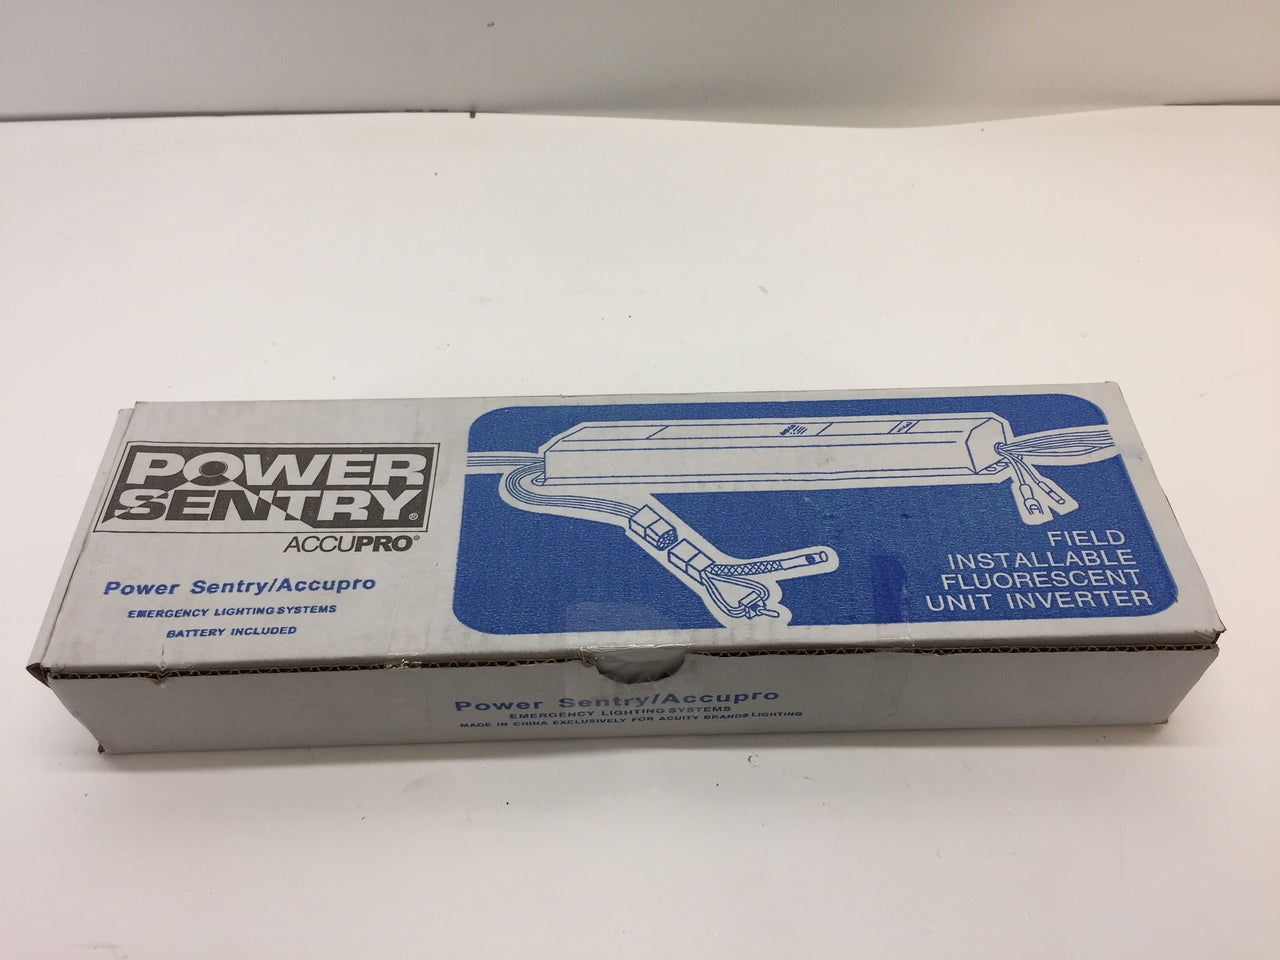 POWER
SENTRY®
ACCUPRO®
Power Sentry/Accupro
EMERGENCY LIGHTING SYSTEMS
BATTERY INCLUDED
FIELD
INSTALLABLE
FLUORESCENT
UNIT INVERTER
Power Sentry/Accupro
EMERGENCY LIGHTING SYSTEMS
MADE IN CHINA EXCLUSIVELY FOR ACUITY BRANDS LIGHTING